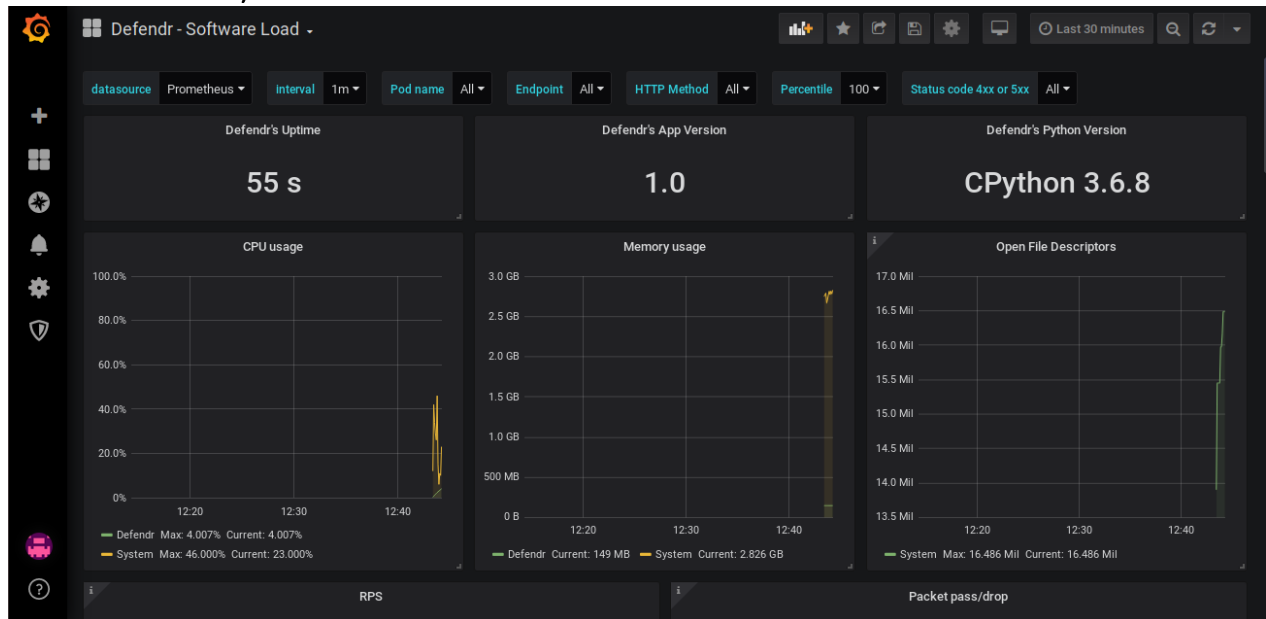 Defendr - Software Load
Last 30 minutes
datasource Prometheus interval 1m Pod name All Endpoint All HTTP Method All Percentile 100 Status code 4xx or 5xx All
Defendr's Uptime
55 s
Defendr's App Version
1.0
Defendr's Python Version
CPython 3.6.8
CPU usage
100.0%
80.0%
60.0%
40.0%
20.0%
0%
12:20 12:30 12:40
Defendr Max: 4.007% Current: 4.007%
System Max: 46.000% Current: 23.000%
Memory usage
3.0 GB
2.5 GB
2.0 GB
1.5 GB
1.0 GB
500 MB
0 B
12:20 12:30 12:40
Defendr Current: 149 MB System Current: 2.826 GB
i
Open File Descriptors
17.0 Mil
16.5 Mil
16.0 Mil
15.5 Mil
15.0 Mil
14.5 Mil
14.0 Mil
13.5 Mil
12:20 12:30 12:40
System Max: 16.486 Mil Current: 16.486 Mil
i
RPS
i
Packet pass/drop
?